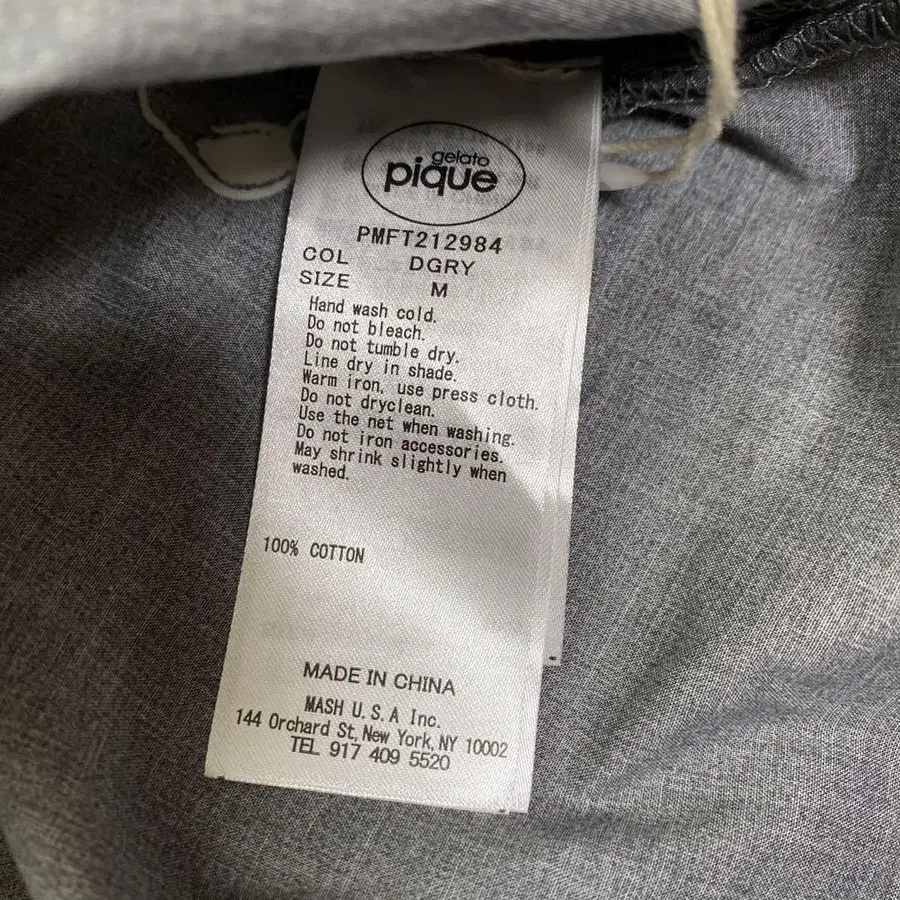 gelato
pique
PMFT212984
COL DGRY
SIZE M
Hand wash cold.
Do not bleach.
Do not tumble dry.
Line dry in shade.
Warm iron, use press cloth.
Do not dryclean.
Use the net when washing.
Do not iron accessories.
May shrink slightly when
washed.
100% COTTON
MADE IN CHINA
MASH U.S.A Inc.
144 Orchard St, New York, NY 10002
TEL 917 409 5520